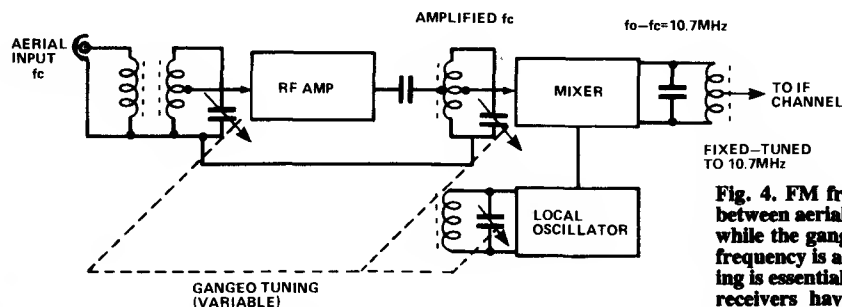 AMPLIFIED fc
fo–fc=10.7MHz
AERIAL
INPUT
fc
RF AMP
MIXER
TO IF
CHANNEL
FIXED–TUNED
TO 10.7MHz
LOCAL
OSCILLATOR
GANGEO TUNING
(VARIABLE)
Fig. 4. FM fr
between aerial
while the gang
frequency is a
ing is essential
receivers hav